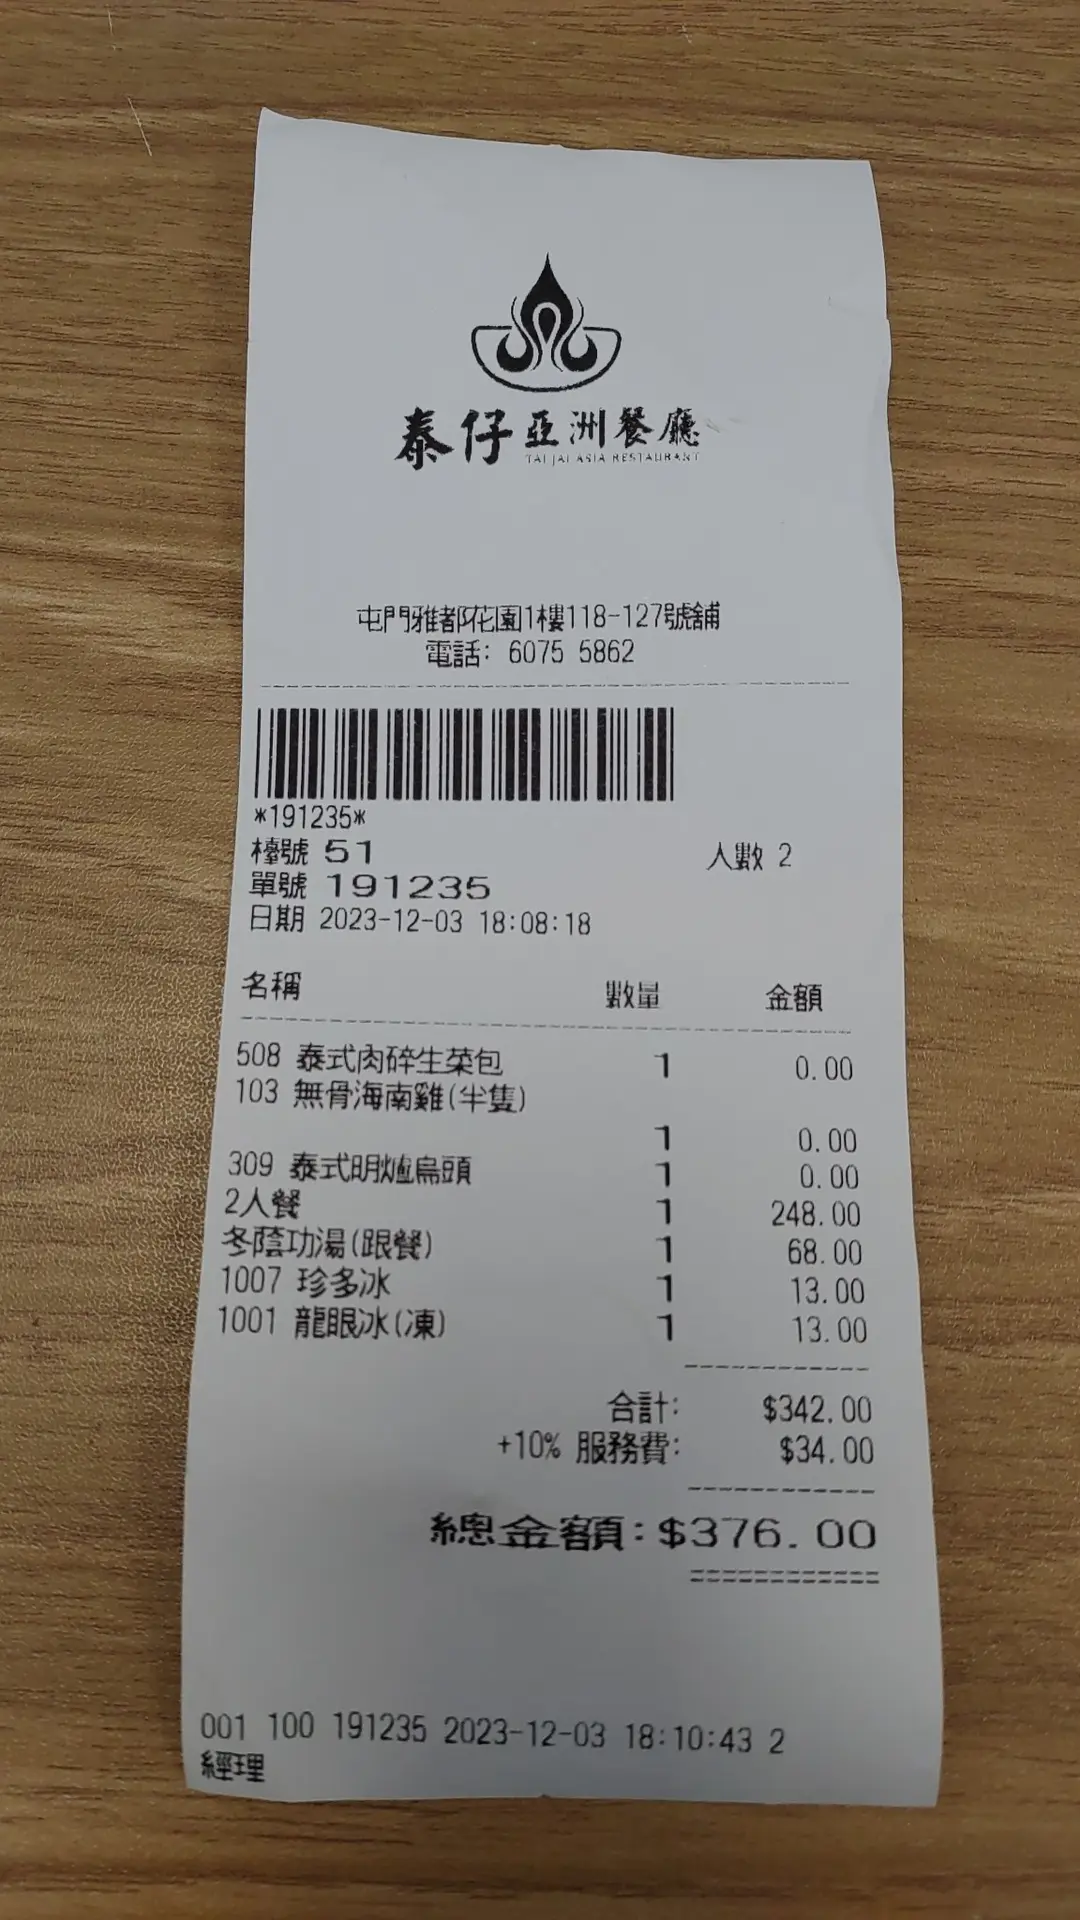 泰仔亞洲餐廳
TAI JAI ASIA RESTAURANT
屯門雅都花園1樓118-127號舖
電話: 6075 5862
*191235*
檯號 51 人數 2
單號 191235
日期 2023-12-03 18:08:18
名稱 數量 金額
508 泰式肉碎生菜包 1 0.00
103 無骨海南雞(半隻)
1 0.00
309 泰式明爐烏頭 1 0.00
2人餐 1 248.00
冬蔭功湯(跟餐) 1 68.00
1007 珍多冰 1 13.00
1001 龍眼冰(凍) 1 13.00
合計: $342.00
+10% 服務費: $34.00
總金額: $376.00
001 100 191235 2023-12-03 18:10:43 2
經理